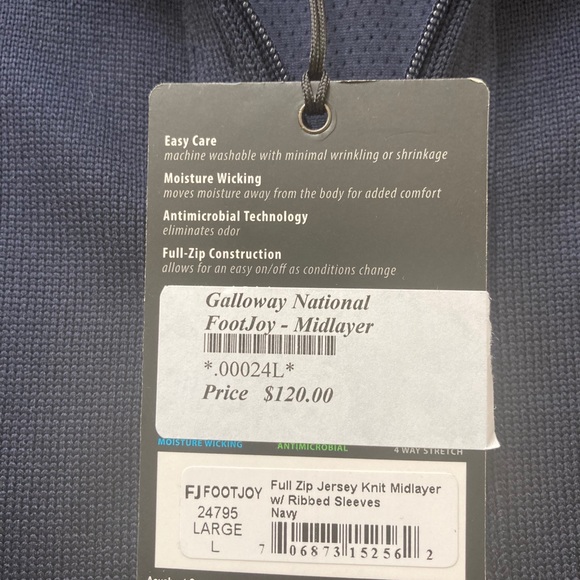 Easy Care
machine washable with minimal wrinkling or shrinkage
Moisture Wicking
moves moisture away from the body for added comfort
Antimicrobial Technology
eliminates odor
Full-Zip Construction
allows for an easy on/off as conditions change
Galloway National
FootJoy - Midlayer
*.00024L*
Price $120.00
MOISTURE WICKING ANTIMICROBIAL 4 WAY STRETCH
FJ FOOTJOY
24795
LARGE
L
Full Zip Jersey Knit Midlayer
w/ Ribbed Sleeves
Navy
7 06873 15256 2